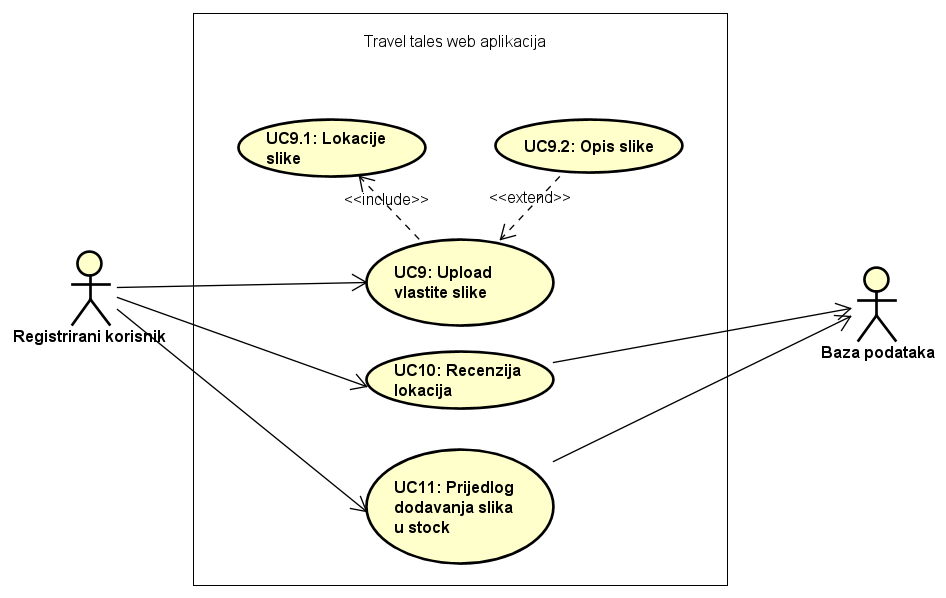 Travel tales web aplikacija
UC9.1: Lokacije
slike
UC9.2: Opis slike
<<include>>
<<extend>>
UC9: Upload
vlastite slike
Registrirani korisnik
Baza podataka
UC10: Recenzija
lokacija
UC11: Prijedlog
dodavanja slika
u stock